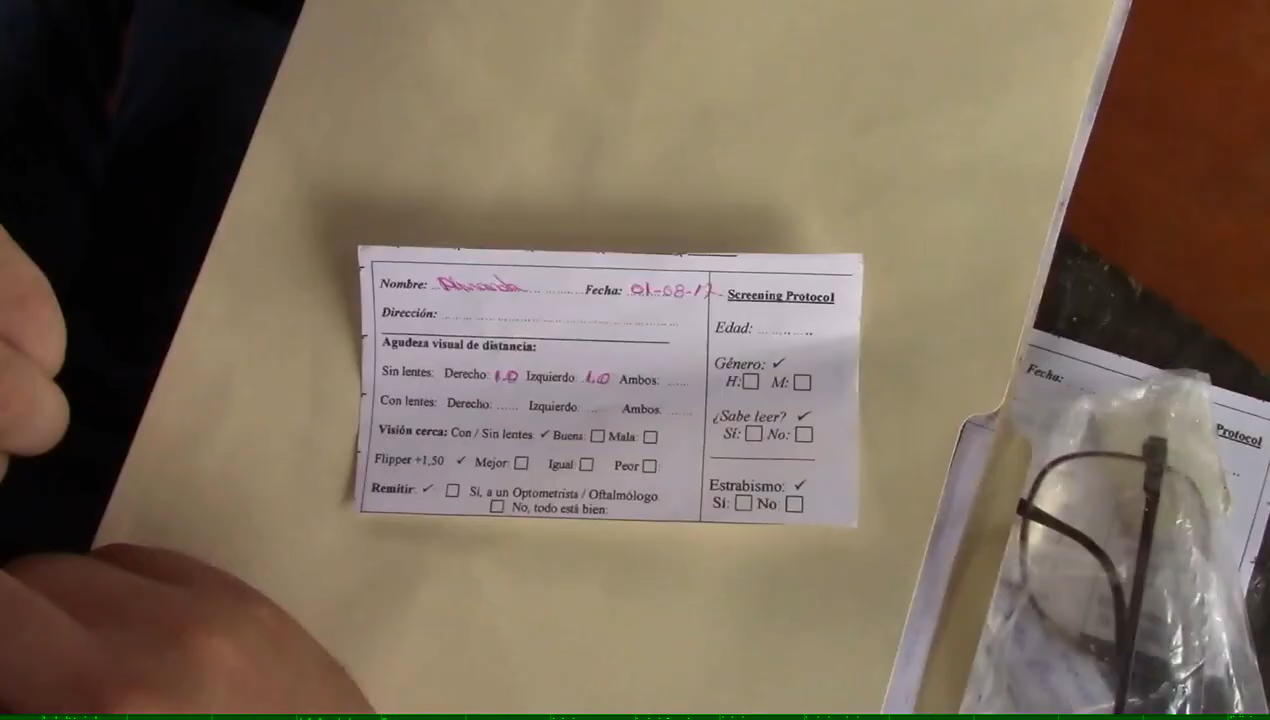 Nombre: Amanda Fecha: 01-08-17
Dirección:
Agudeza visual de distancia:
Sin lentes: Derecho: 1.0 Izquierdo: 1.0 Ambos:
Con lentes: Derecho: Izquierdo: Ambos:
Visión cerca: Con / Sin lentes: ✓ Buena: Mala:
Flipper +1,50 ✓ Mejor: Igual: Peor:
Remitir: ✓ Sí, a un Optometrista / Oftalmólogo
No, todo está bien:
Screening Protocol
Edad:
Género: ✓
H: M:
¿Sabe leer? ✓
Sí: No:
Estrabismo: ✓
Sí: No:
Fecha:
Protocol